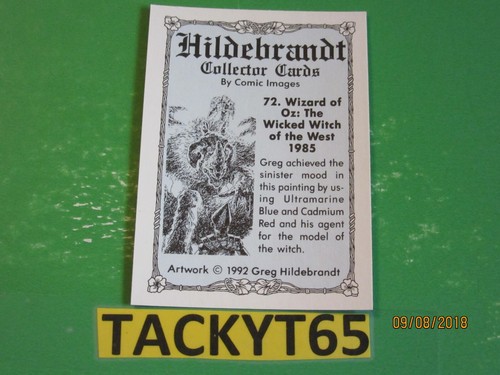 Hildebrandt
Collector Cards
By Comic Images
72. Wizard of
Oz: The
Wicked Witch
of the West
1985
Greg achieved the
sinister mood in
this painting by us-
ing Ultramarine
Blue and Cadmium
Red and his agent
for the model of
the witch.
Artwork © 1992 Greg Hildebrandt
TACKYT65
09/08/2018